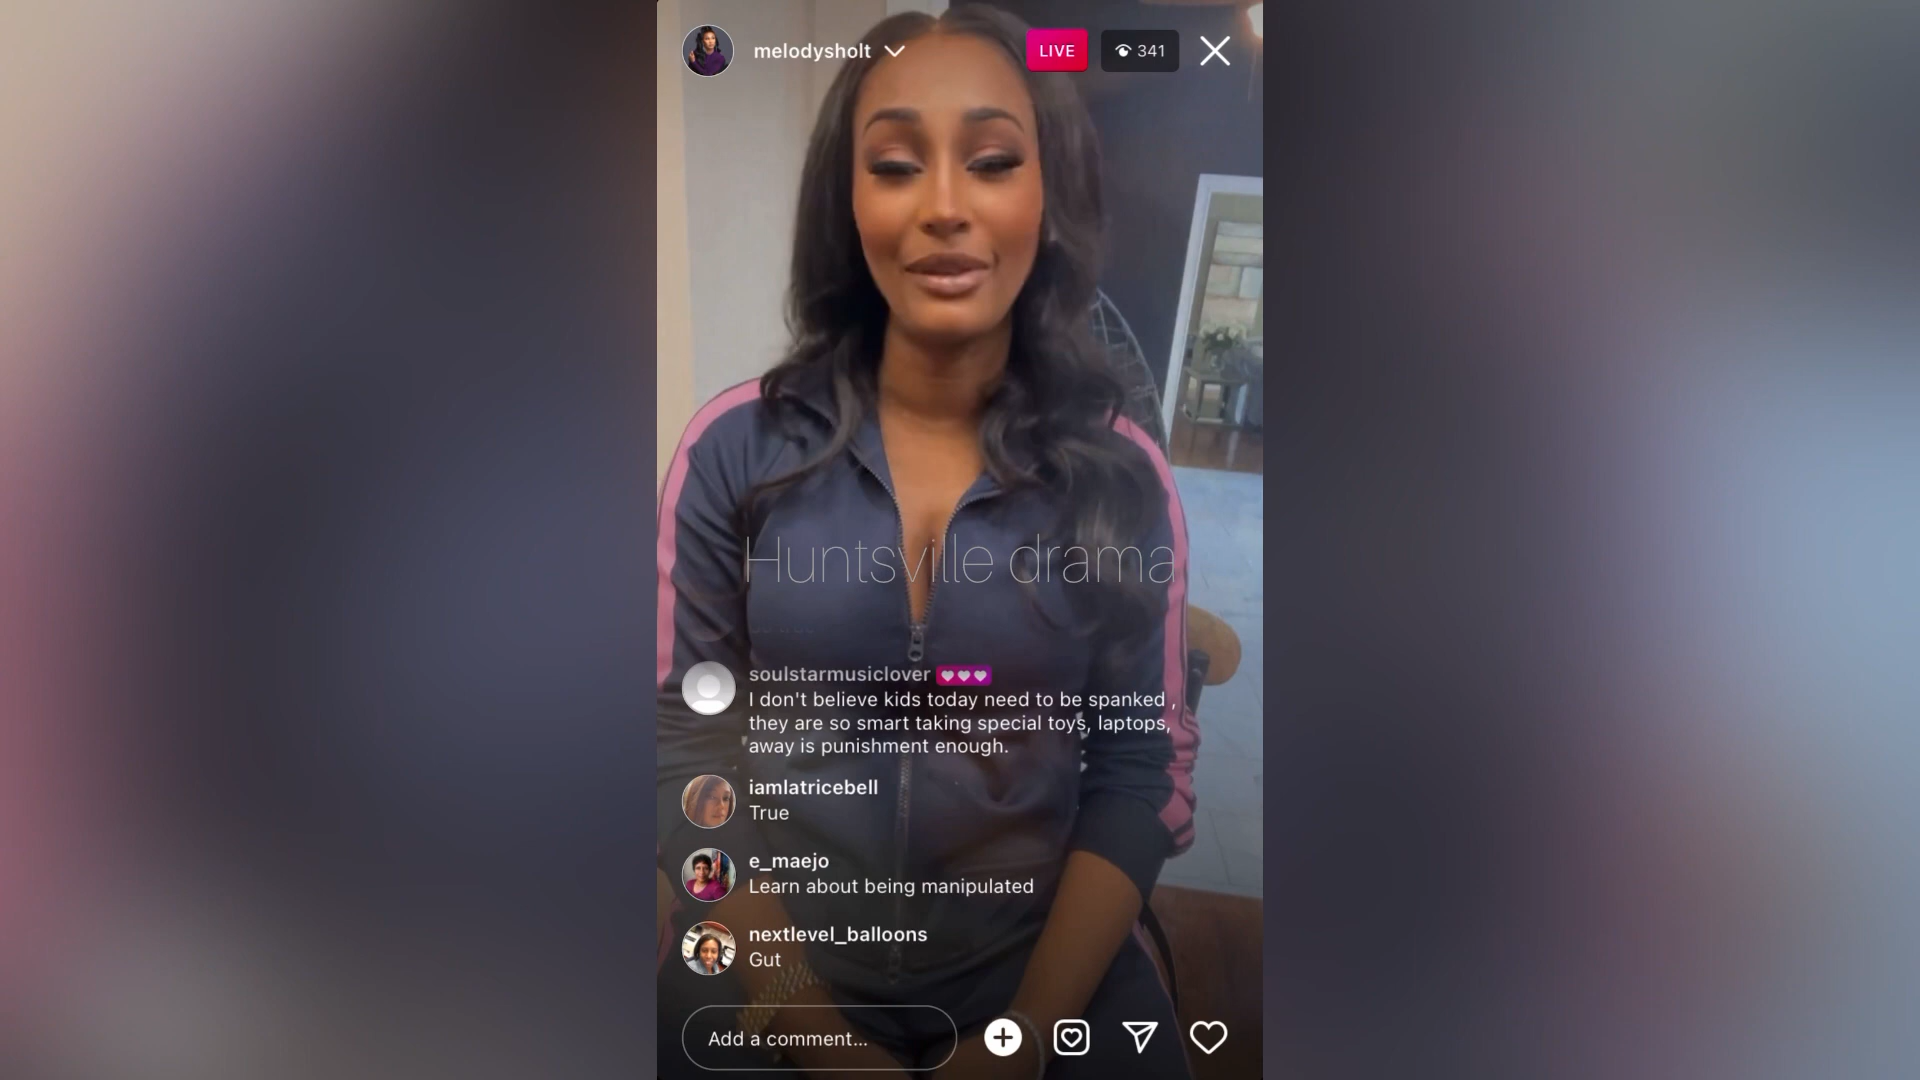 melodysholt
LIVE
341
Huntsville drama
soulstarmusiclover
I don't believe kids today need to be spanked ,
they are so smart taking special toys, laptops,
away is punishment enough.
iamlatricebell
True
e_maejo
Learn about being manipulated
nextlevel_balloons
Gut
Add a comment...